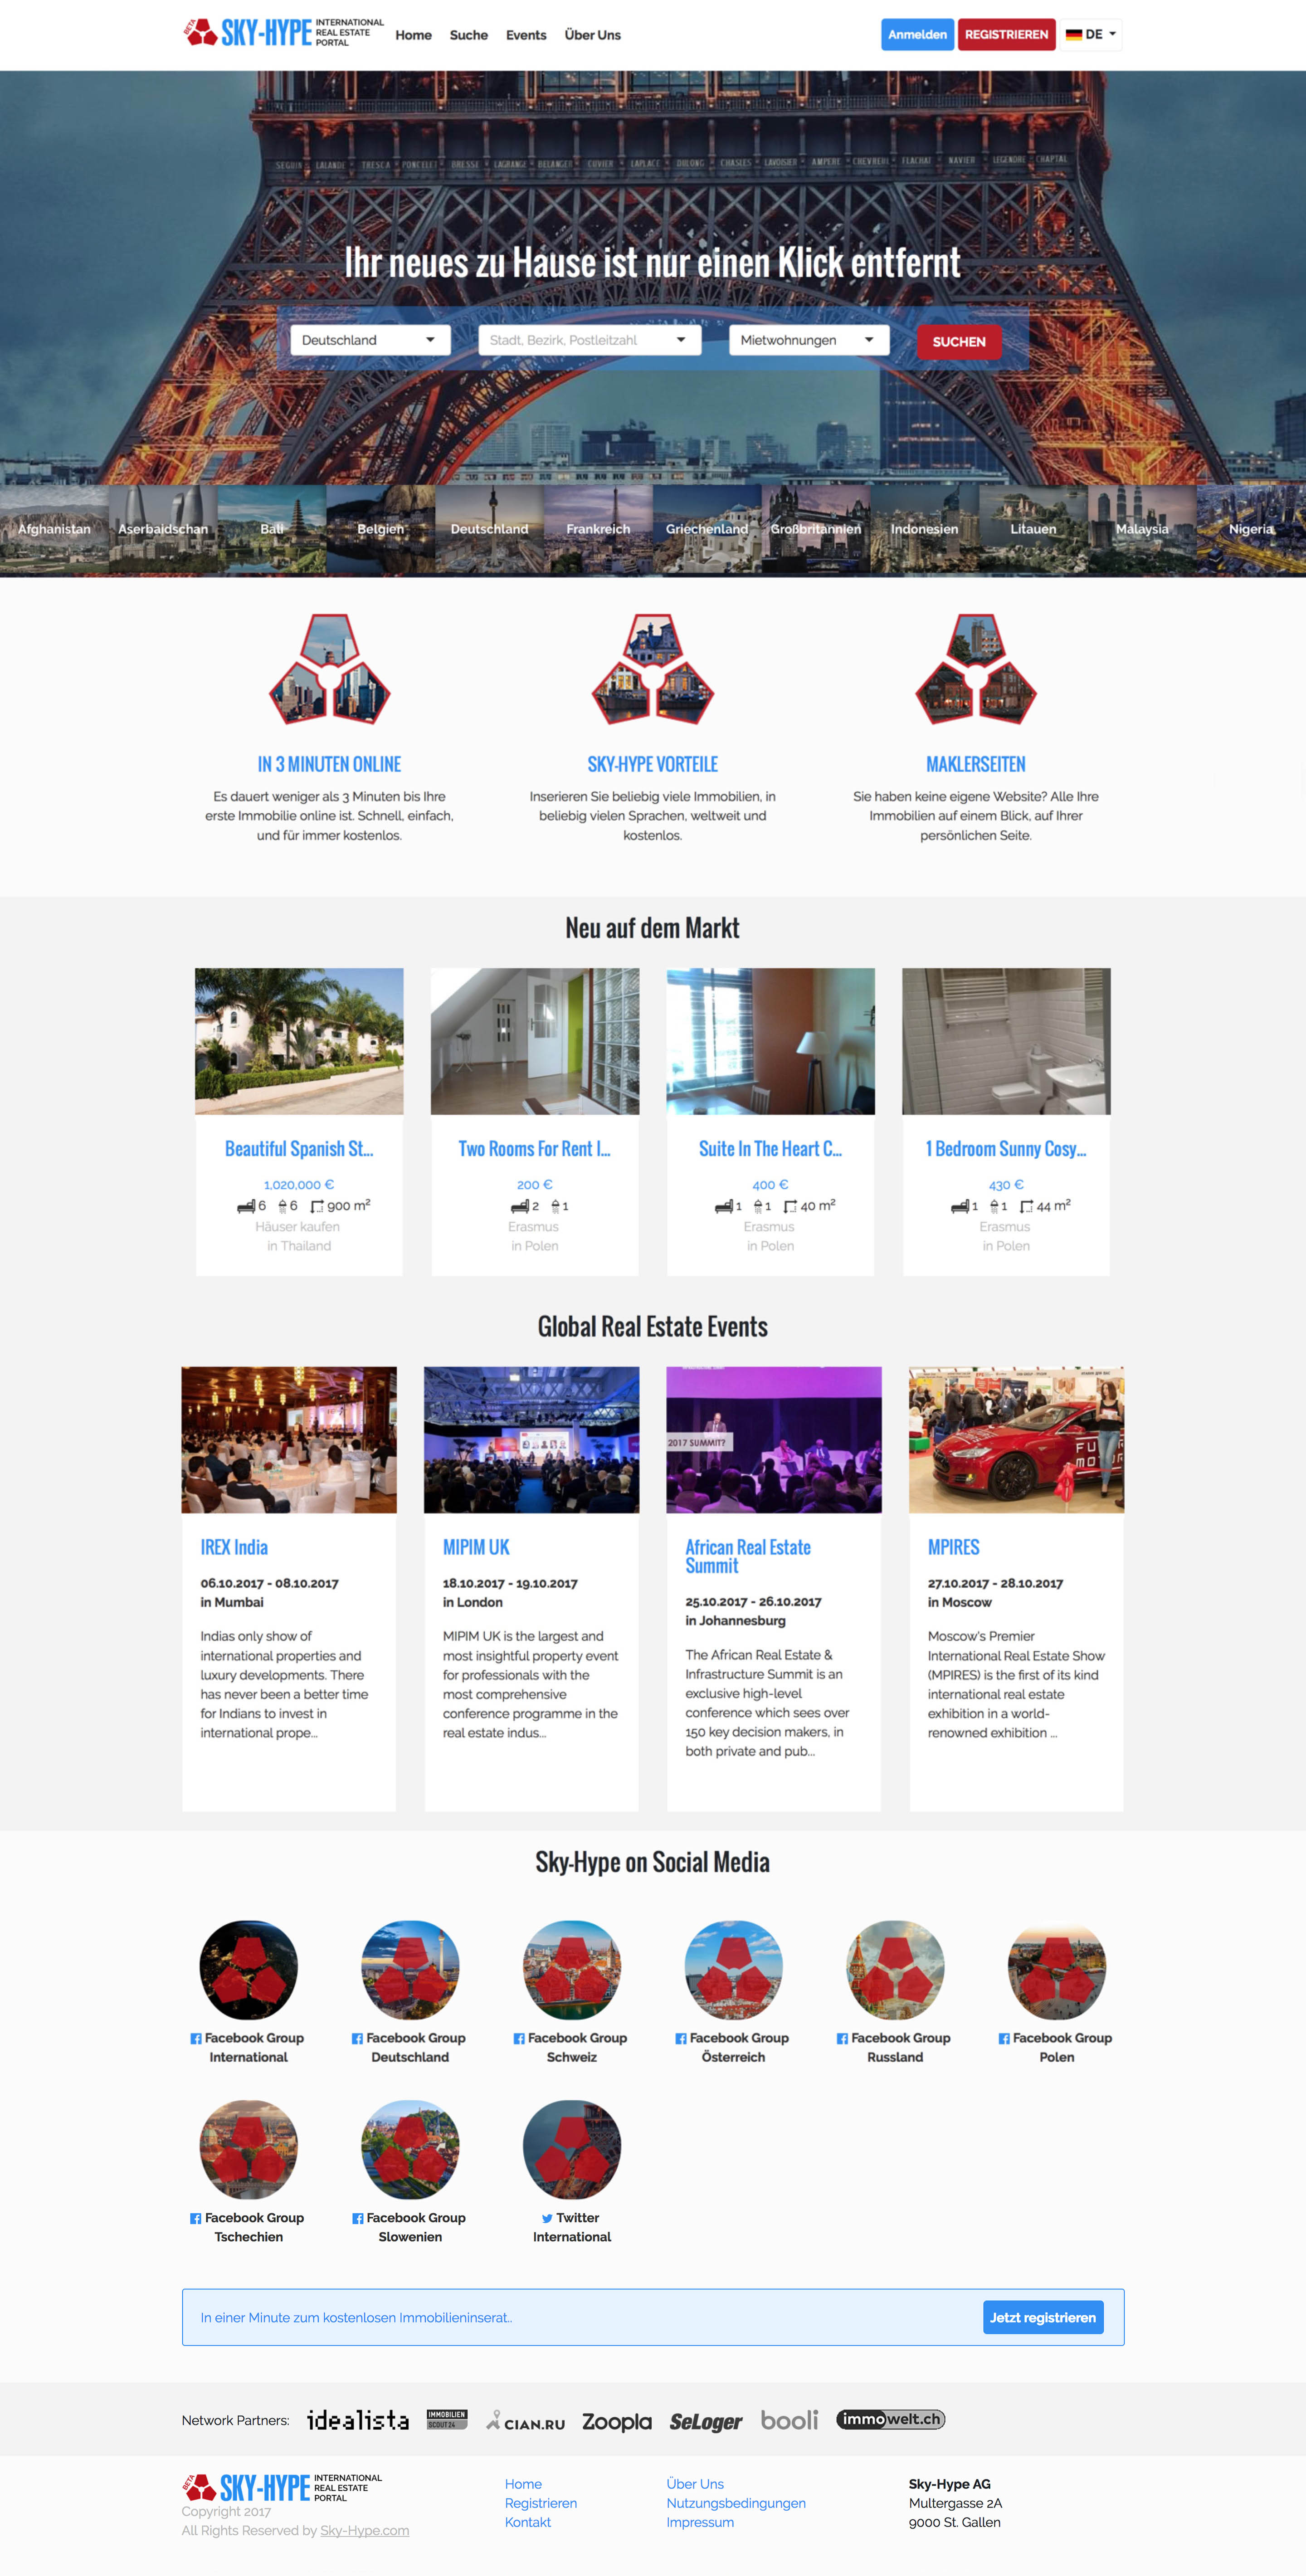 BETA
SKY-HYPE
INTERNATIONAL
REAL ESTATE
PORTAL
Home Suche Events Über Uns
Anmelden REGISTRIEREN DE
SEGUIN LALANDE TRESCA PONCELET BRESSE LAGRANGE BELANGER CUVIER LAPLACE DULONG CHASLES LAVOISIER AMPERE CHEVREUL FLACHAT NAVIER LEGENDRE CHAPTAL
Ihr neues zu Hause ist nur einen Klick entfernt
Deutschland Stadt, Bezirk, Postleitzahl Mietwohnungen SUCHEN
Afghanistan Aserbaidschan Bali Belgien Deutschland Frankreich Griechenland Großbritannien Indonesien Litauen Malaysia Nigeria
IN 3 MINUTEN ONLINE
Es dauert weniger als 3 Minuten bis Ihre
erste Immobilie online ist. Schnell, einfach,
und für immer kostenlos.
SKY-HYPE VORTEILE
Inserieren Sie beliebig viele Immobilien, in
beliebig vielen Sprachen, weltweit und
kostenlos.
MAKLERSEITEN
Sie haben keine eigene Website? Alle Ihre
Immobilien auf einem Blick, auf Ihrer
persönlichen Seite.
Neu auf dem Markt
Beautiful Spanish St...
1,020,000 €
6 6 900 m²
Häuser kaufen
in Thailand
Two Rooms For Rent I...
200 €
2 1
Erasmus
in Polen
Suite In The Heart C...
400 €
1 1 40 m²
Erasmus
in Polen
1 Bedroom Sunny Cosy...
430 €
1 1 44 m²
Erasmus
in Polen
Global Real Estate Events
IREX India
06.10.2017 - 08.10.2017
in Mumbai
Indias only show of
international properties and
luxury developments. There
has never been a better time
for Indians to invest in
international prope...
MIPIM UK
18.10.2017 - 19.10.2017
in London
MIPIM UK is the largest and
most insightful property event
for professionals with the
most comprehensive
conference programme in the
real estate indus...
2017 SUMMIT?
African Real Estate
Summit
25.10.2017 - 26.10.2017
in Johannesburg
The African Real Estate &
Infrastructure Summit is an
exclusive high-level
conference which sees over
150 key decision makers, in
both private and pub...
MPIRES
27.10.2017 - 28.10.2017
in Moscow
Moscow's Premier
International Real Estate Show
(MPIRES) is the first of its kind
international real estate
exhibition in a world-
renowned exhibition ...
Sky-Hype on Social Media
Facebook Group
International
Facebook Group
Deutschland
Facebook Group
Schweiz
Facebook Group
Österreich
Facebook Group
Russland
Facebook Group
Polen
Facebook Group
Tschechien
Facebook Group
Slowenien
Twitter
International
In einer Minute zum kostenlosen Immobilieninserat..
Jetzt registrieren
Network Partners: idealista IMMOBILIEN SCOUT24 CIAN.RU Zoopla SeLoger booli immowelt.ch
BETA
SKY-HYPE
INTERNATIONAL
REAL ESTATE
PORTAL
Copyright 2017
All Rights Reserved by Sky-Hype.com
Home
Registrieren
Kontakt
Über Uns
Nutzungsbedingungen
Impressum
Sky-Hype AG
Multergasse 2A
9000 St. Gallen